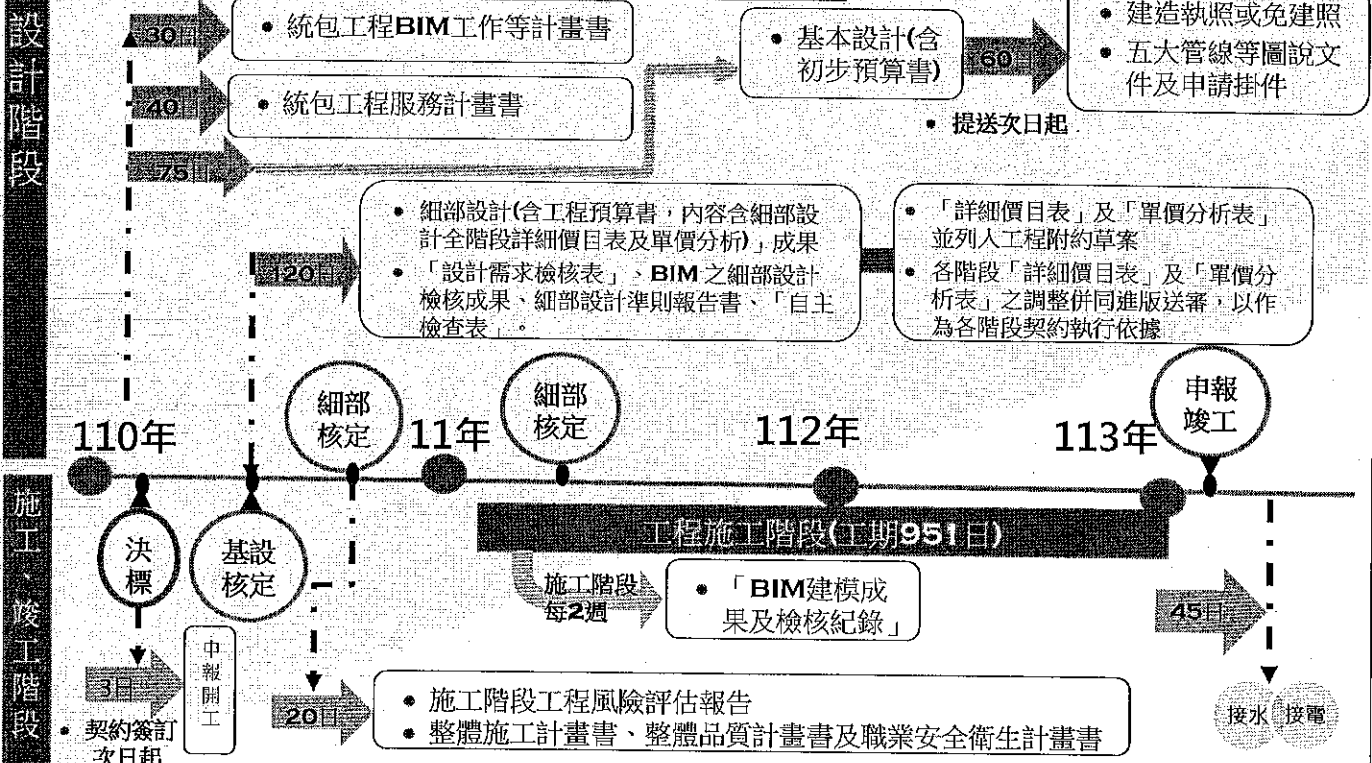 設計階段
30日
• 統包工程BIM工作等計畫書
40日
• 統包工程服務計畫書
75日
• 基本設計(含
初步預算書)
60日
• 提送次日起
• 建造執照或免建照
• 五大管線等圖說文
件及申請掛件
120日
• 細部設計(含工程預算書，內容含細部設
計全階段詳細價目表及單價分析)」成果
• 「設計需求檢核表」、BIM之細部設計
檢核成果、細部設計準則報告書、「自主
檢查表」。
• 「詳細價目表」及「單價分析表」
並列入工程附約草案
• 各階段「詳細價目表」及「單價分
析表」之調整併同進版送審，以作
為各階段契約執行依據
110年
細部
核定
11年
細部
核定
112年
113年
申報
竣工
施工、竣工階段
決
標
基設
核定
工程施工階段(工期951日)
施工階段
每2週
• 「BIM建模成
果及檢核紀錄」
45日
3日
申
報
開
工
• 契約簽訂
次日起
20日
• 施工階段工程風險評估報告
• 整體施工計畫書、整體品質計畫書及職業安全衛生計畫書
接水
接電